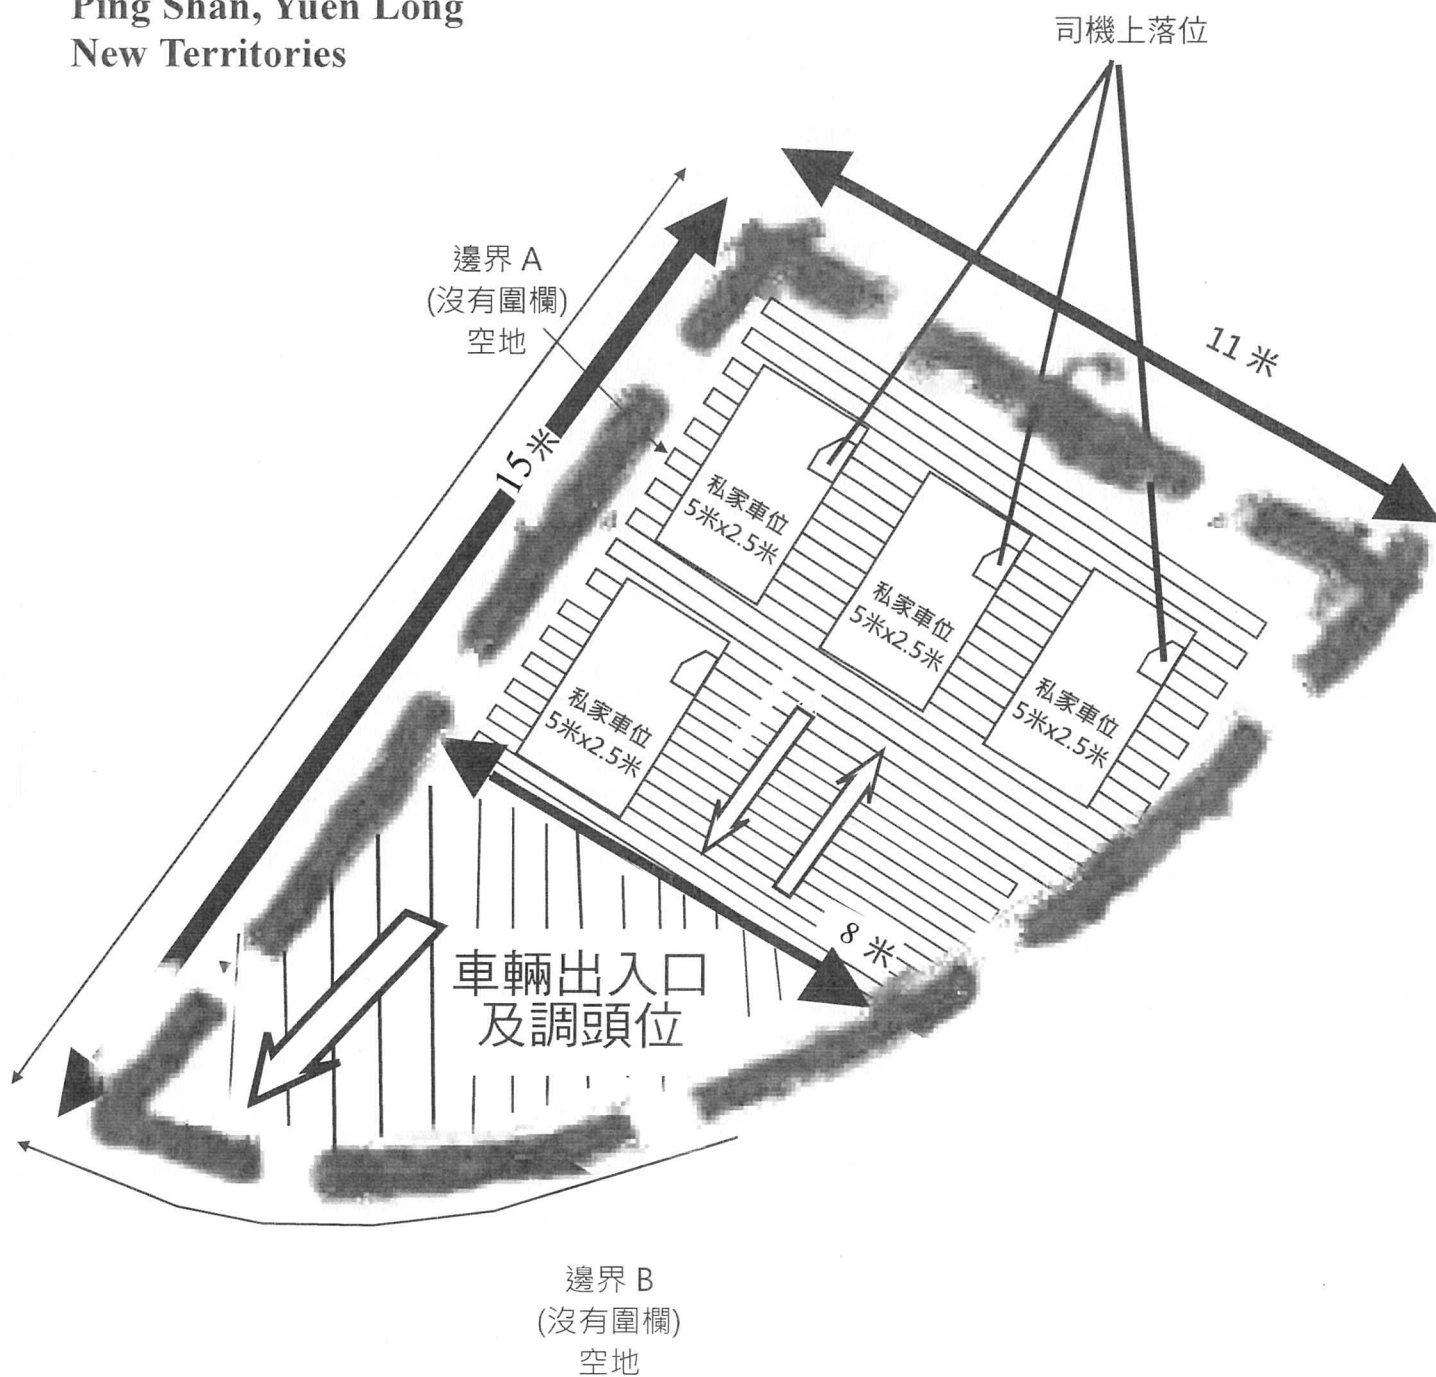 Ping Shan, Yuen Long
New Territories
司機上落位
邊界 A
(沒有圍欄)
空地
11 米
15 米
私家車位
5米x2.5米
私家車位
5米x2.5米
私家車位
5米x2.5米
私家車位
5米x2.5米
8 米
車輛出入口
及調頭位
邊界 B
(沒有圍欄)
空地